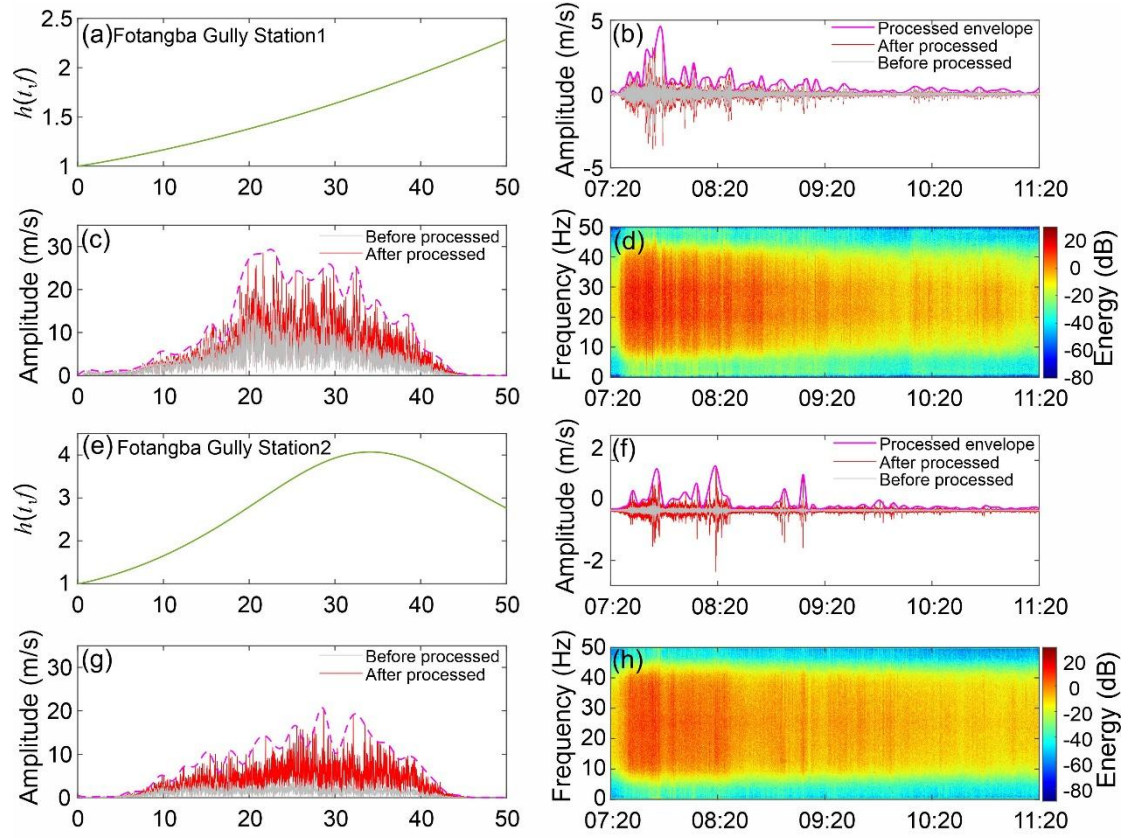 (a) Fotangba Gully Station1
h(t,f)
2.5
2
1.5
1
0 10 20 30 40 50
(b)
Processed envelope
After processed
Before processed
Amplitude (m/s)
5
0
-5
07:20 08:20 09:20 10:20 11:20
(c)
Before processed
After processed
Amplitude (m/s)
30
20
10
0
0 10 20 30 40 50
(d)
Frequency (Hz)
50
40
30
20
10
0
07:20 08:20 09:20 10:20 11:20
20
0
-20
-40
-60
-80
Energy (dB)
(e) Fotangba Gully Station2
h(t,f)
4
3
2
1
0 10 20 30 40 50
(f)
Processed envelope
After processed
Before processed
Amplitude (m/s)
2
0
-2
07:20 08:20 09:20 10:20 11:20
(g)
Before processed
After processed
Amplitude (m/s)
30
20
10
0
0 10 20 30 40 50
(h)
Frequency (Hz)
50
40
30
20
10
0
07:20 08:20 09:20 10:20 11:20
20
0
-20
-40
-60
-80
Energy (dB)